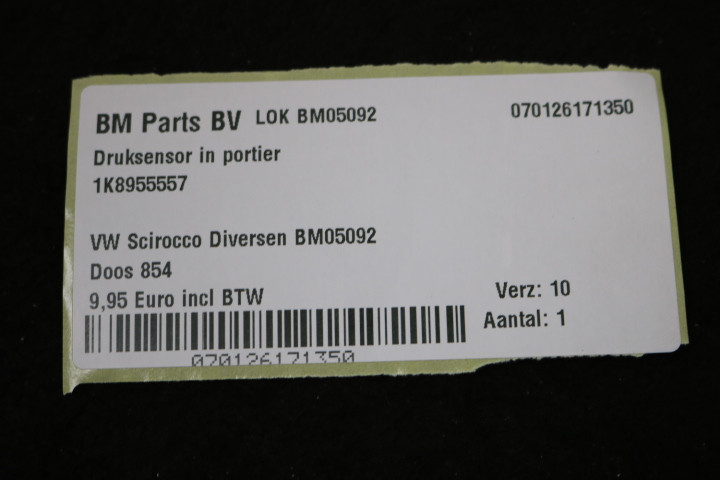 BM Parts BV LOK BM05092 070126171350
Druksensor in portier
1K8955557
VW Scirocco Diversen BM05092
Doos 854
9,95 Euro incl BTW
Verz: 10
Aantal: 1
070126171350